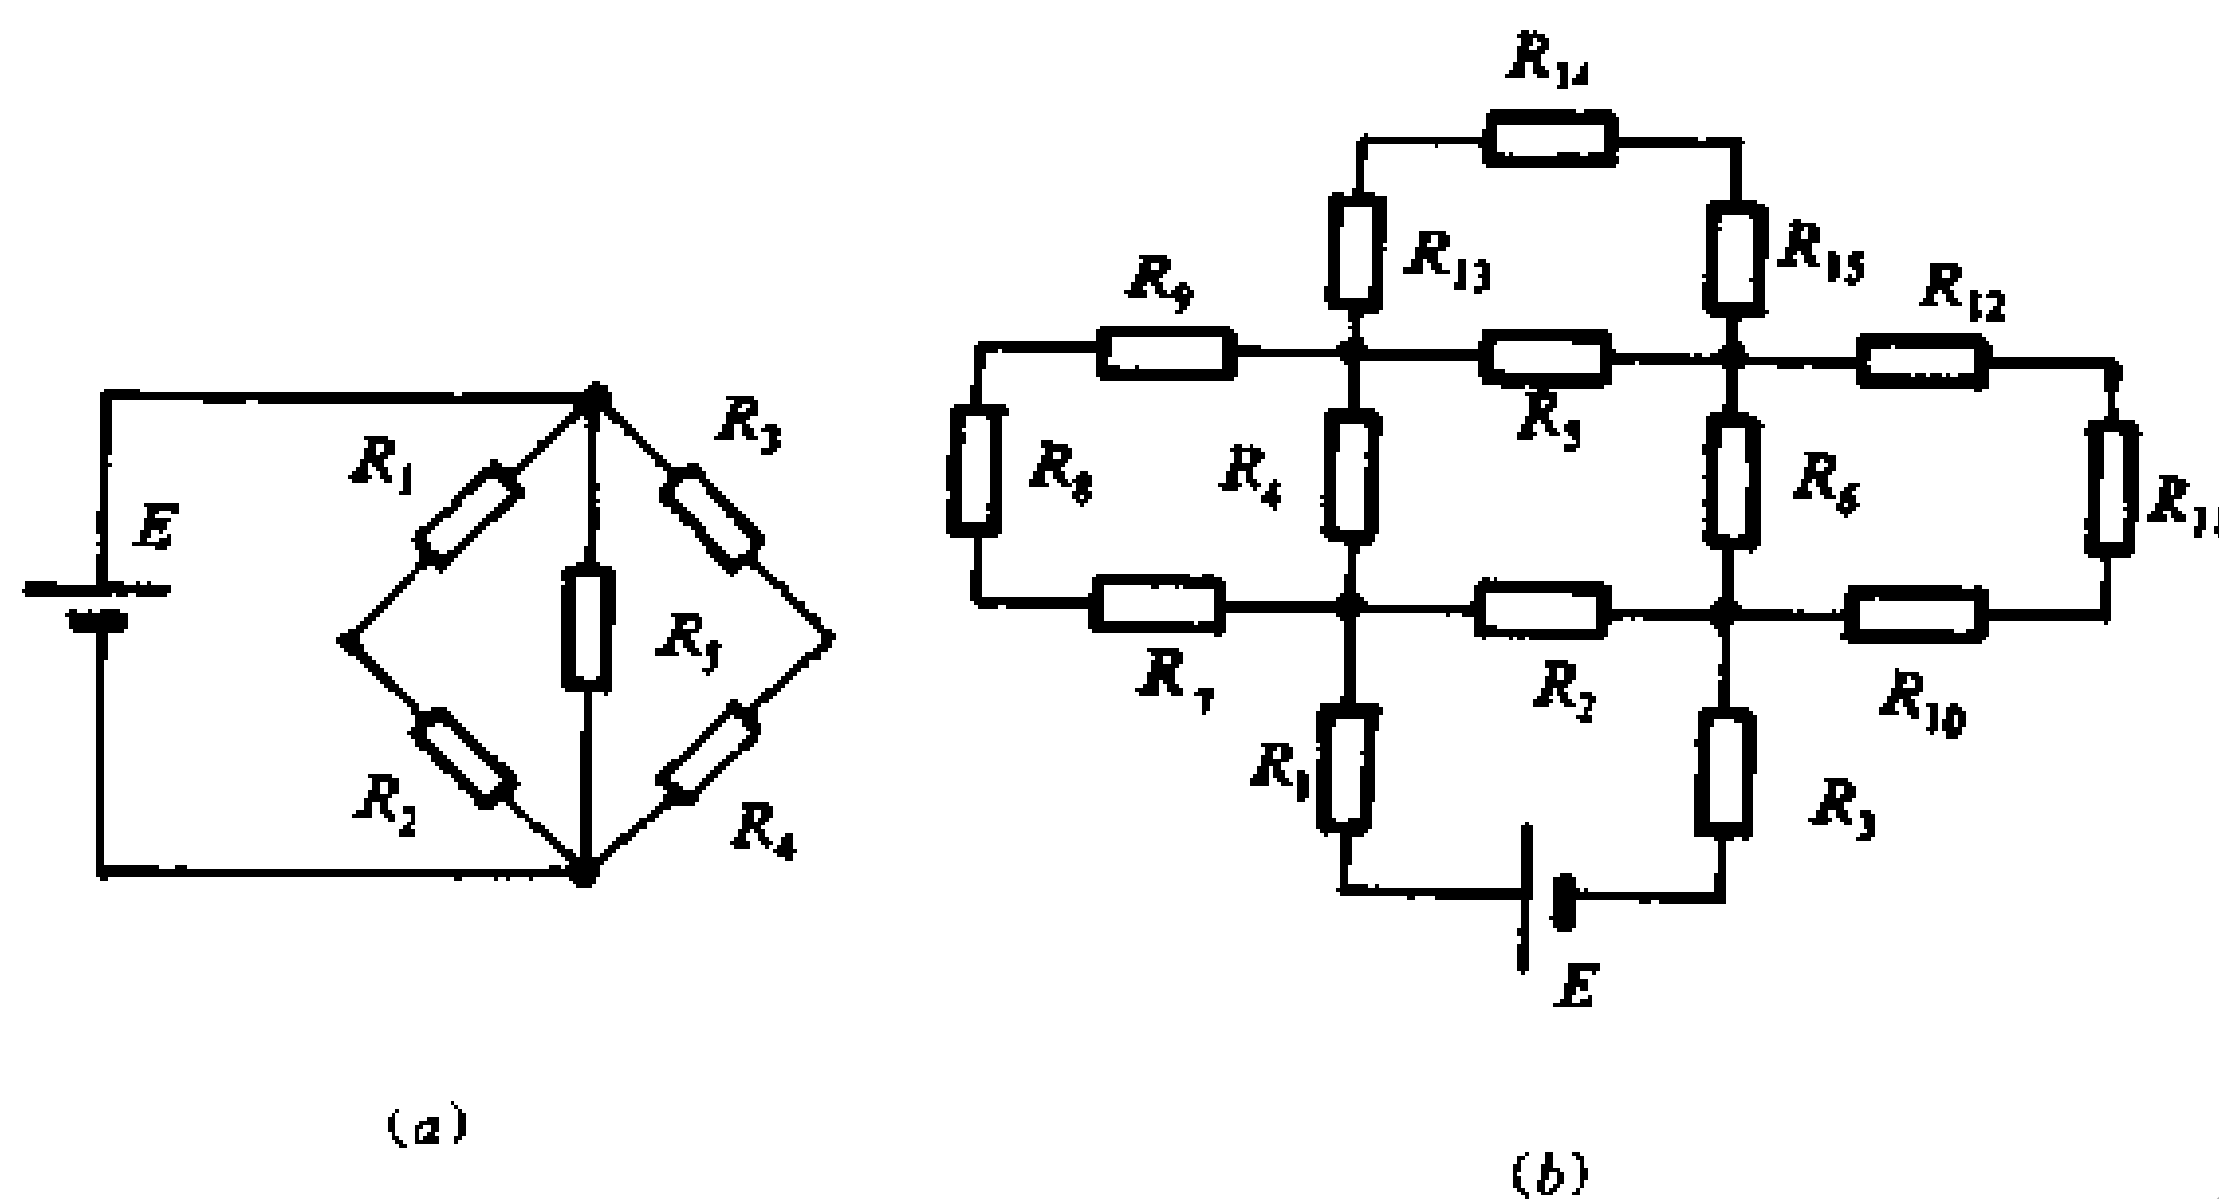 R₁₄
R₁₃ R₁₅
R₉ R₁₂
R₃
R₁ R₅
R₈ R₄ R₆ R₁₁
E
R₅
R₇ R₂ R₁₀
R₂ R₄
R₁ R₃
E
(a)
(b)